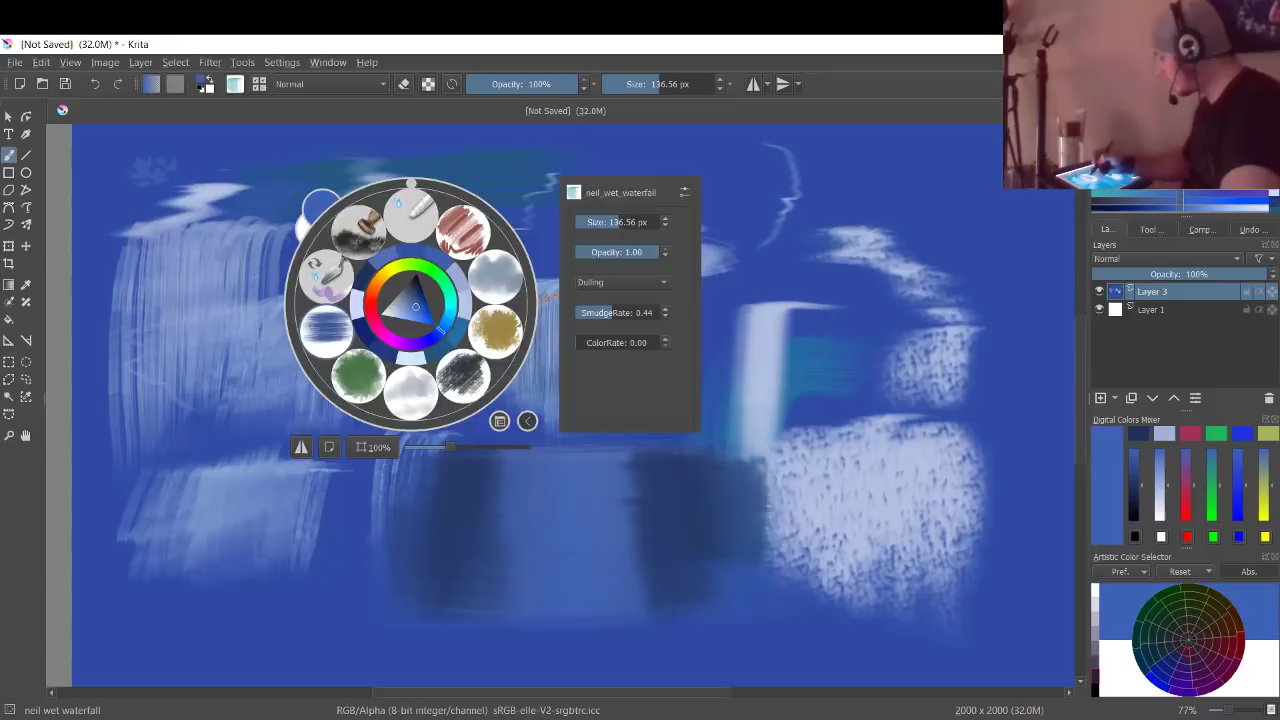 [Not Saved] (32.0M) * - Krita
File Edit View Image Layer Select Filter Tools Settings Window Help
Normal Opacity: 100% Size: 136.56 px
[Not Saved] (32.0M)
neil_wet_waterfall
Size: 136.56 px
Opacity: 1.00
Dulling
SmudgeRate: 0.44
ColorRate: 0.00
100%
La... Tool ... Comp... Undo ...
Layers
Normal
Opacity: 100%
Layer 3
Layer 1
Digital Colors Mixer
Artistic Color Selector
Pref. Reset Abs.
neil wet waterfall RGB/Alpha (8-bit integer/channel) sRGB-elle-V2-srgbtrc.icc 2000 x 2000 (32.0M) 77%